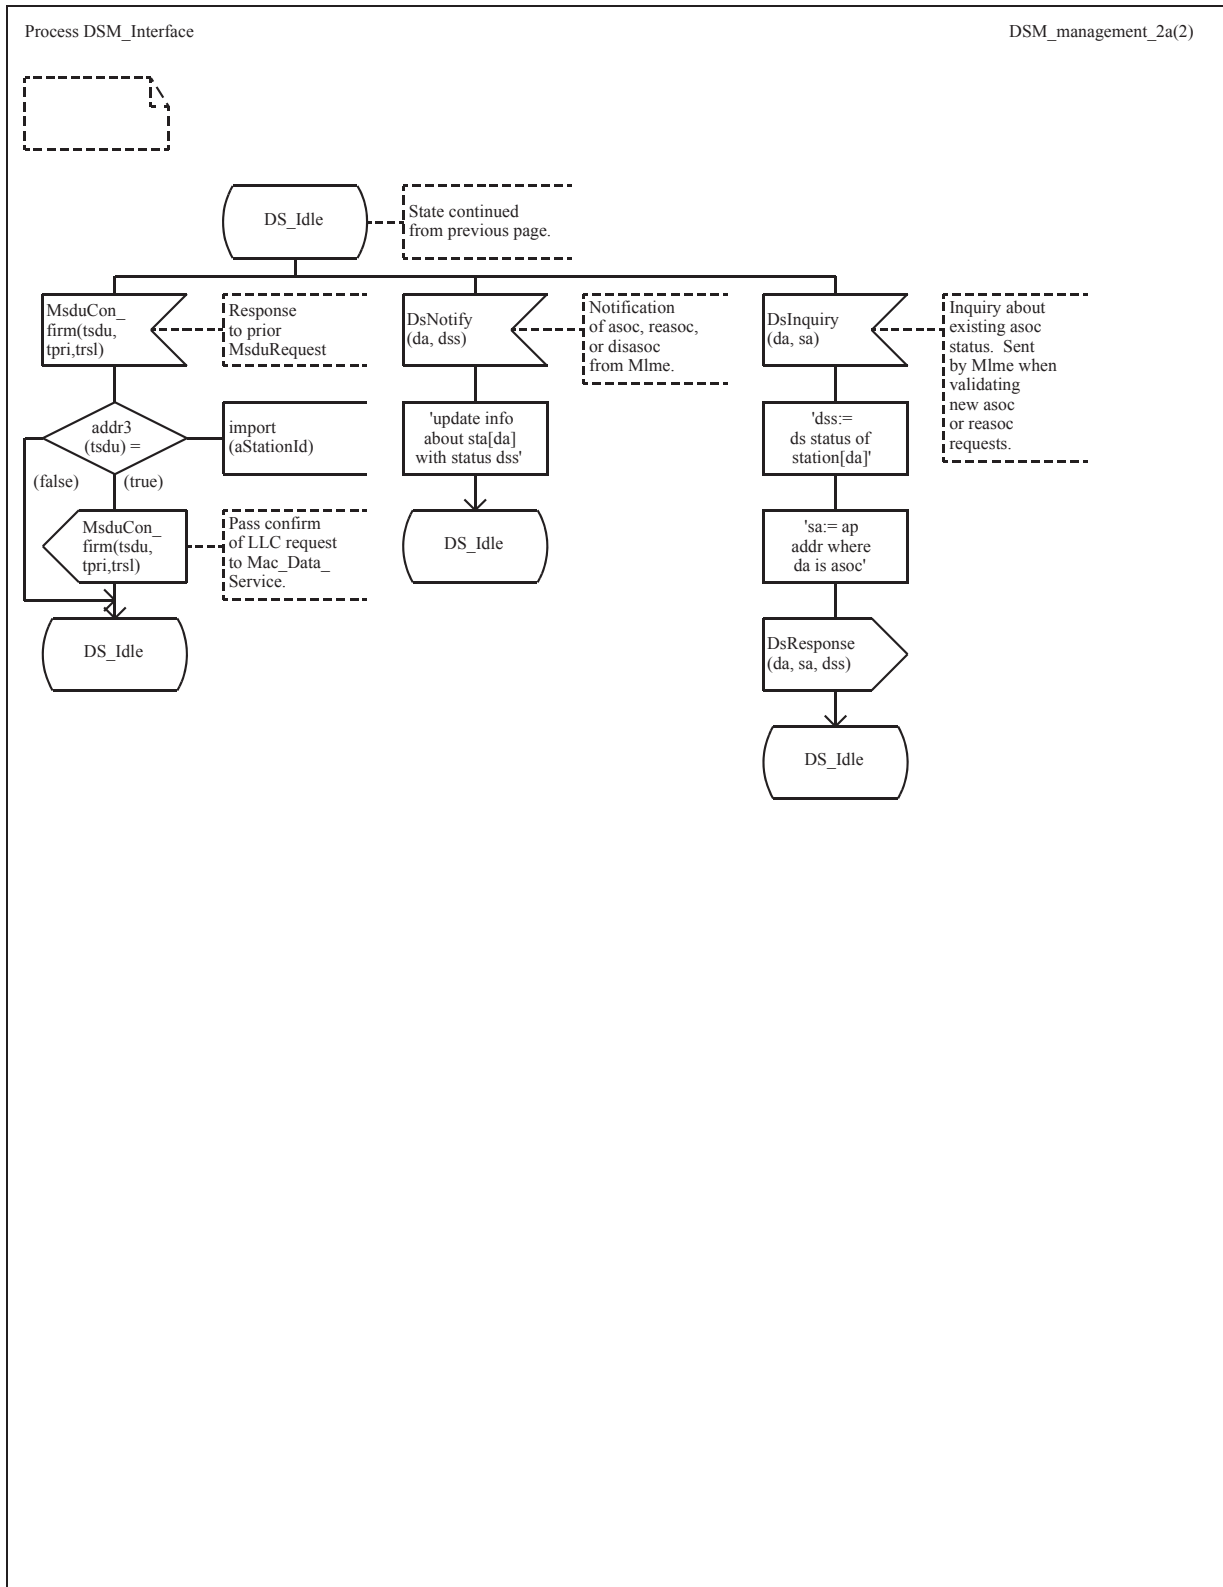 Process DSM_Interface
DSM_management_2a(2)
DS_Idle
State continued
from previous page.
MsduCon_
firm(tsdu,
tpri,trsl)
Response
to prior
MsduRequest
addr3
(tsdu) =
import
(aStationId)
(false)
(true)
MsduCon_
firm(tsdu,
tpri,trsl)
Pass confirm
of LLC request
to Mac_Data_
Service.
DS_Idle
DsNotify
(da, dss)
Notification
of asoc, reasoc,
or disasoc
from Mlme.
'update info
about sta[da]
with status dss'
DS_Idle
DsInquiry
(da, sa)
Inquiry about
existing asoc
status. Sent
by Mlme when
validating
new asoc
or reasoc
requests.
'dss:=
ds status of
station[da]'
'sa:= ap
addr where
da is asoc'
DsResponse
(da, sa, dss)
DS_Idle